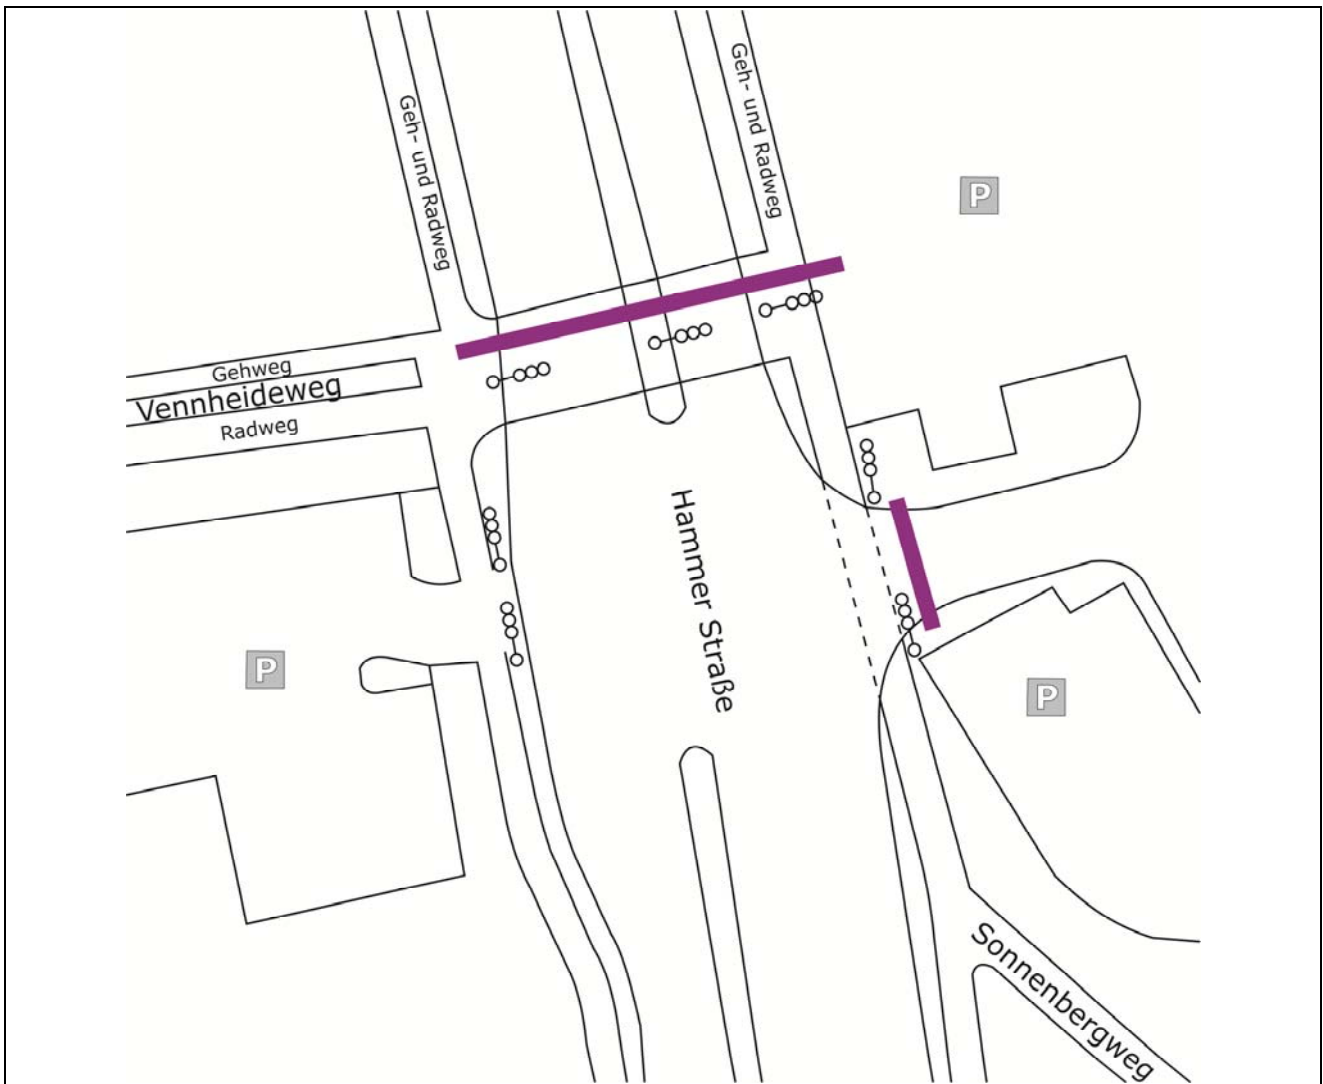 Geh- und Radweg
Geh- und Radweg
P
Gehweg
Vennheideweg
Radweg
Hammer Straße
P
P
Sonnenbergweg